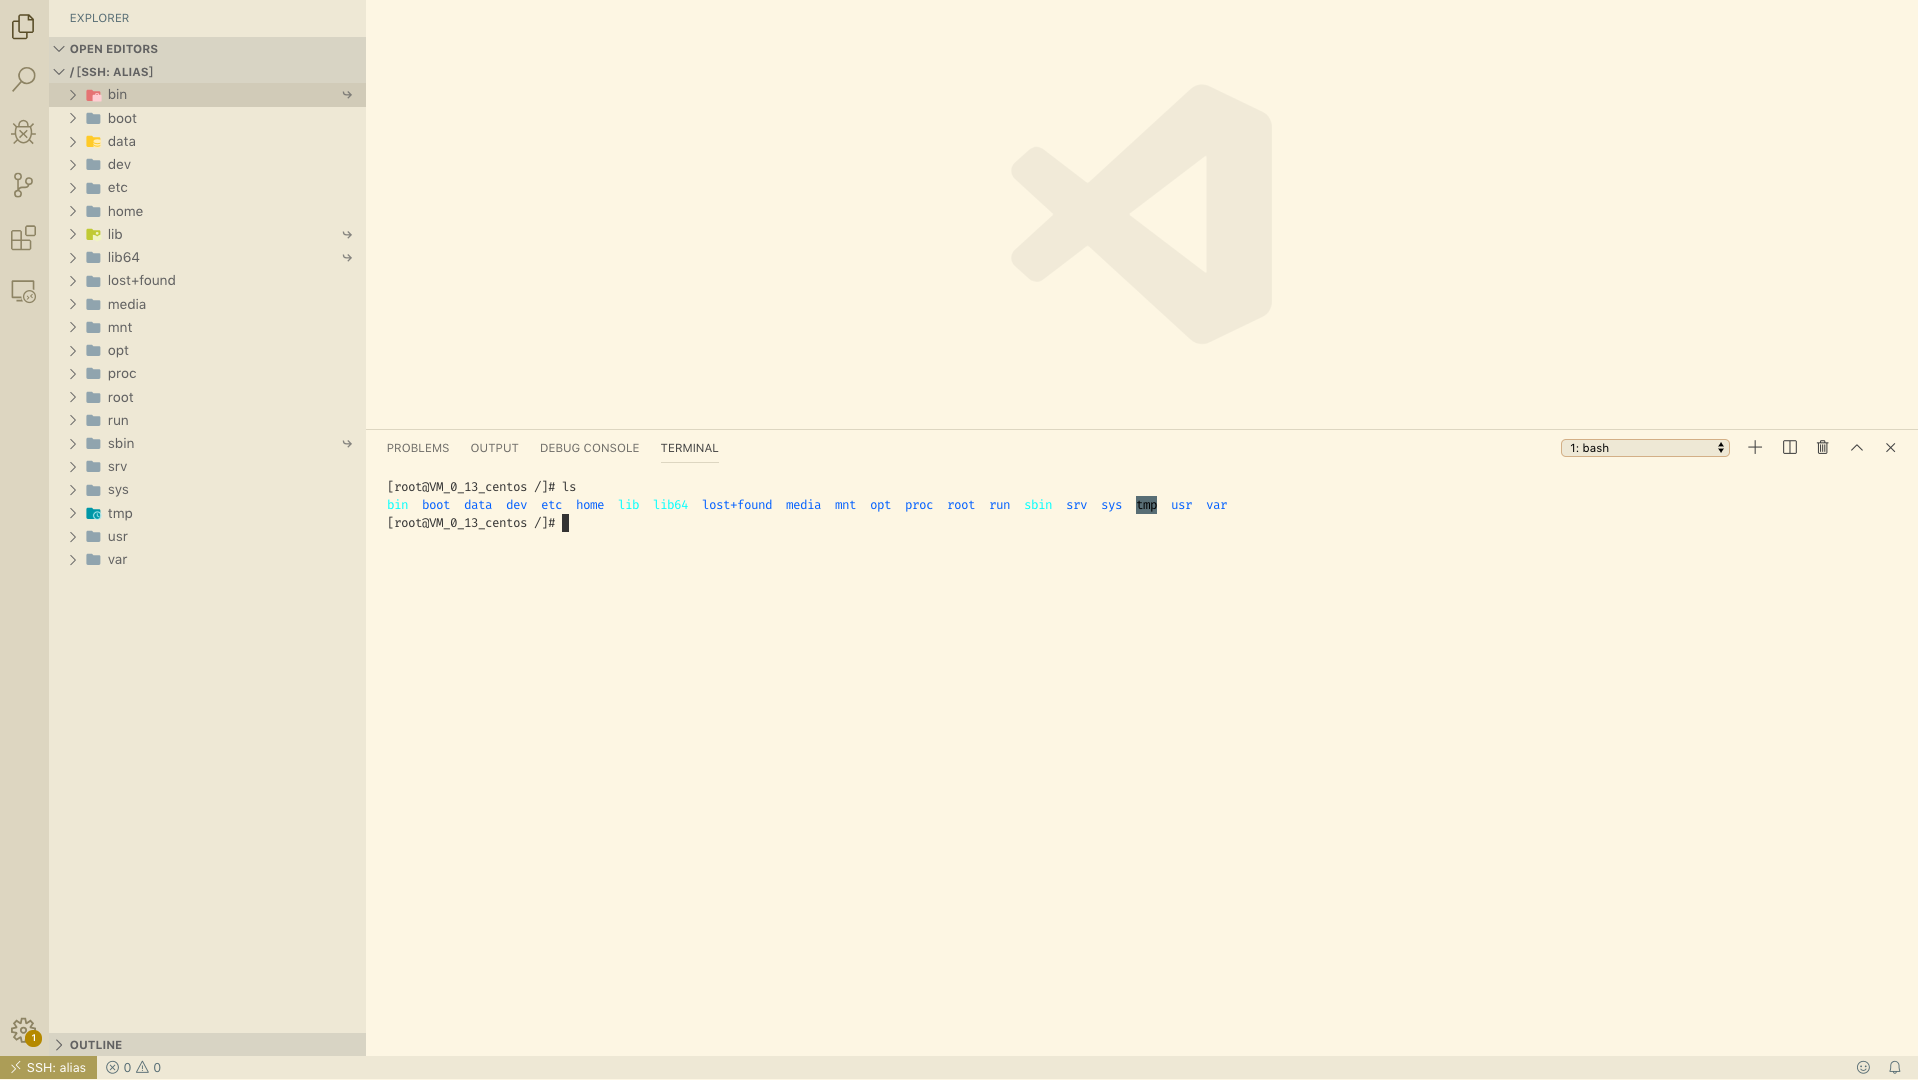 EXPLORER
OPEN EDITORS
/ [SSH: ALIAS]
bin
boot
data
dev
etc
home
lib
lib64
lost+found
media
mnt
opt
proc
root
run
sbin
srv
sys
tmp
usr
var
OUTLINE
PROBLEMS OUTPUT DEBUG CONSOLE TERMINAL
1: bash
[root@VM_0_13_centos /]# ls
bin boot data dev etc home lib lib64 lost+found media mnt opt proc root run sbin srv sys tmp usr var
[root@VM_0_13_centos /]#
1
SSH: alias 0 0